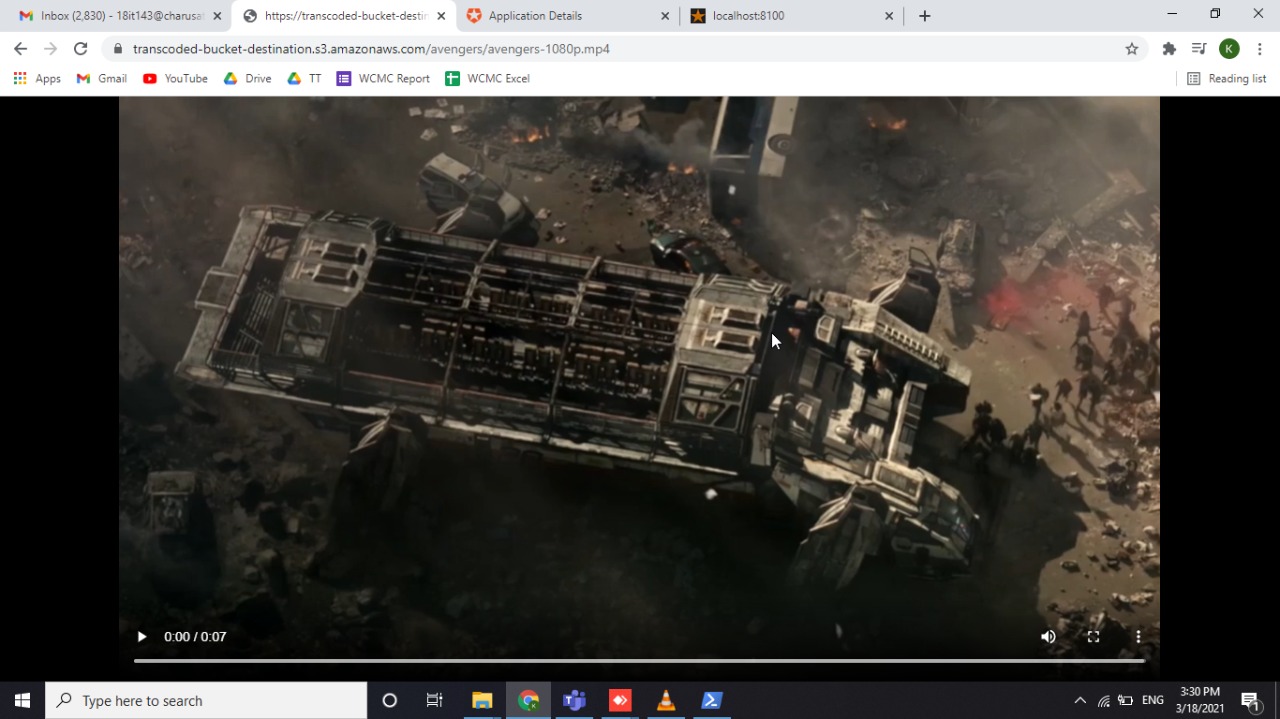 Inbox (2,830) - 18it143@charusat
https://transcoded-bucket-destin
Application Details
localhost:8100
transcoded-bucket-destination.s3.amazonaws.com/avengers/avengers-1080p.mp4
K
Apps
Gmail
YouTube
Drive
TT
WCMC Report
WCMC Excel
Reading list
0:00 / 0:07
Type here to search
ENG
3:30 PM
3/18/2021
1